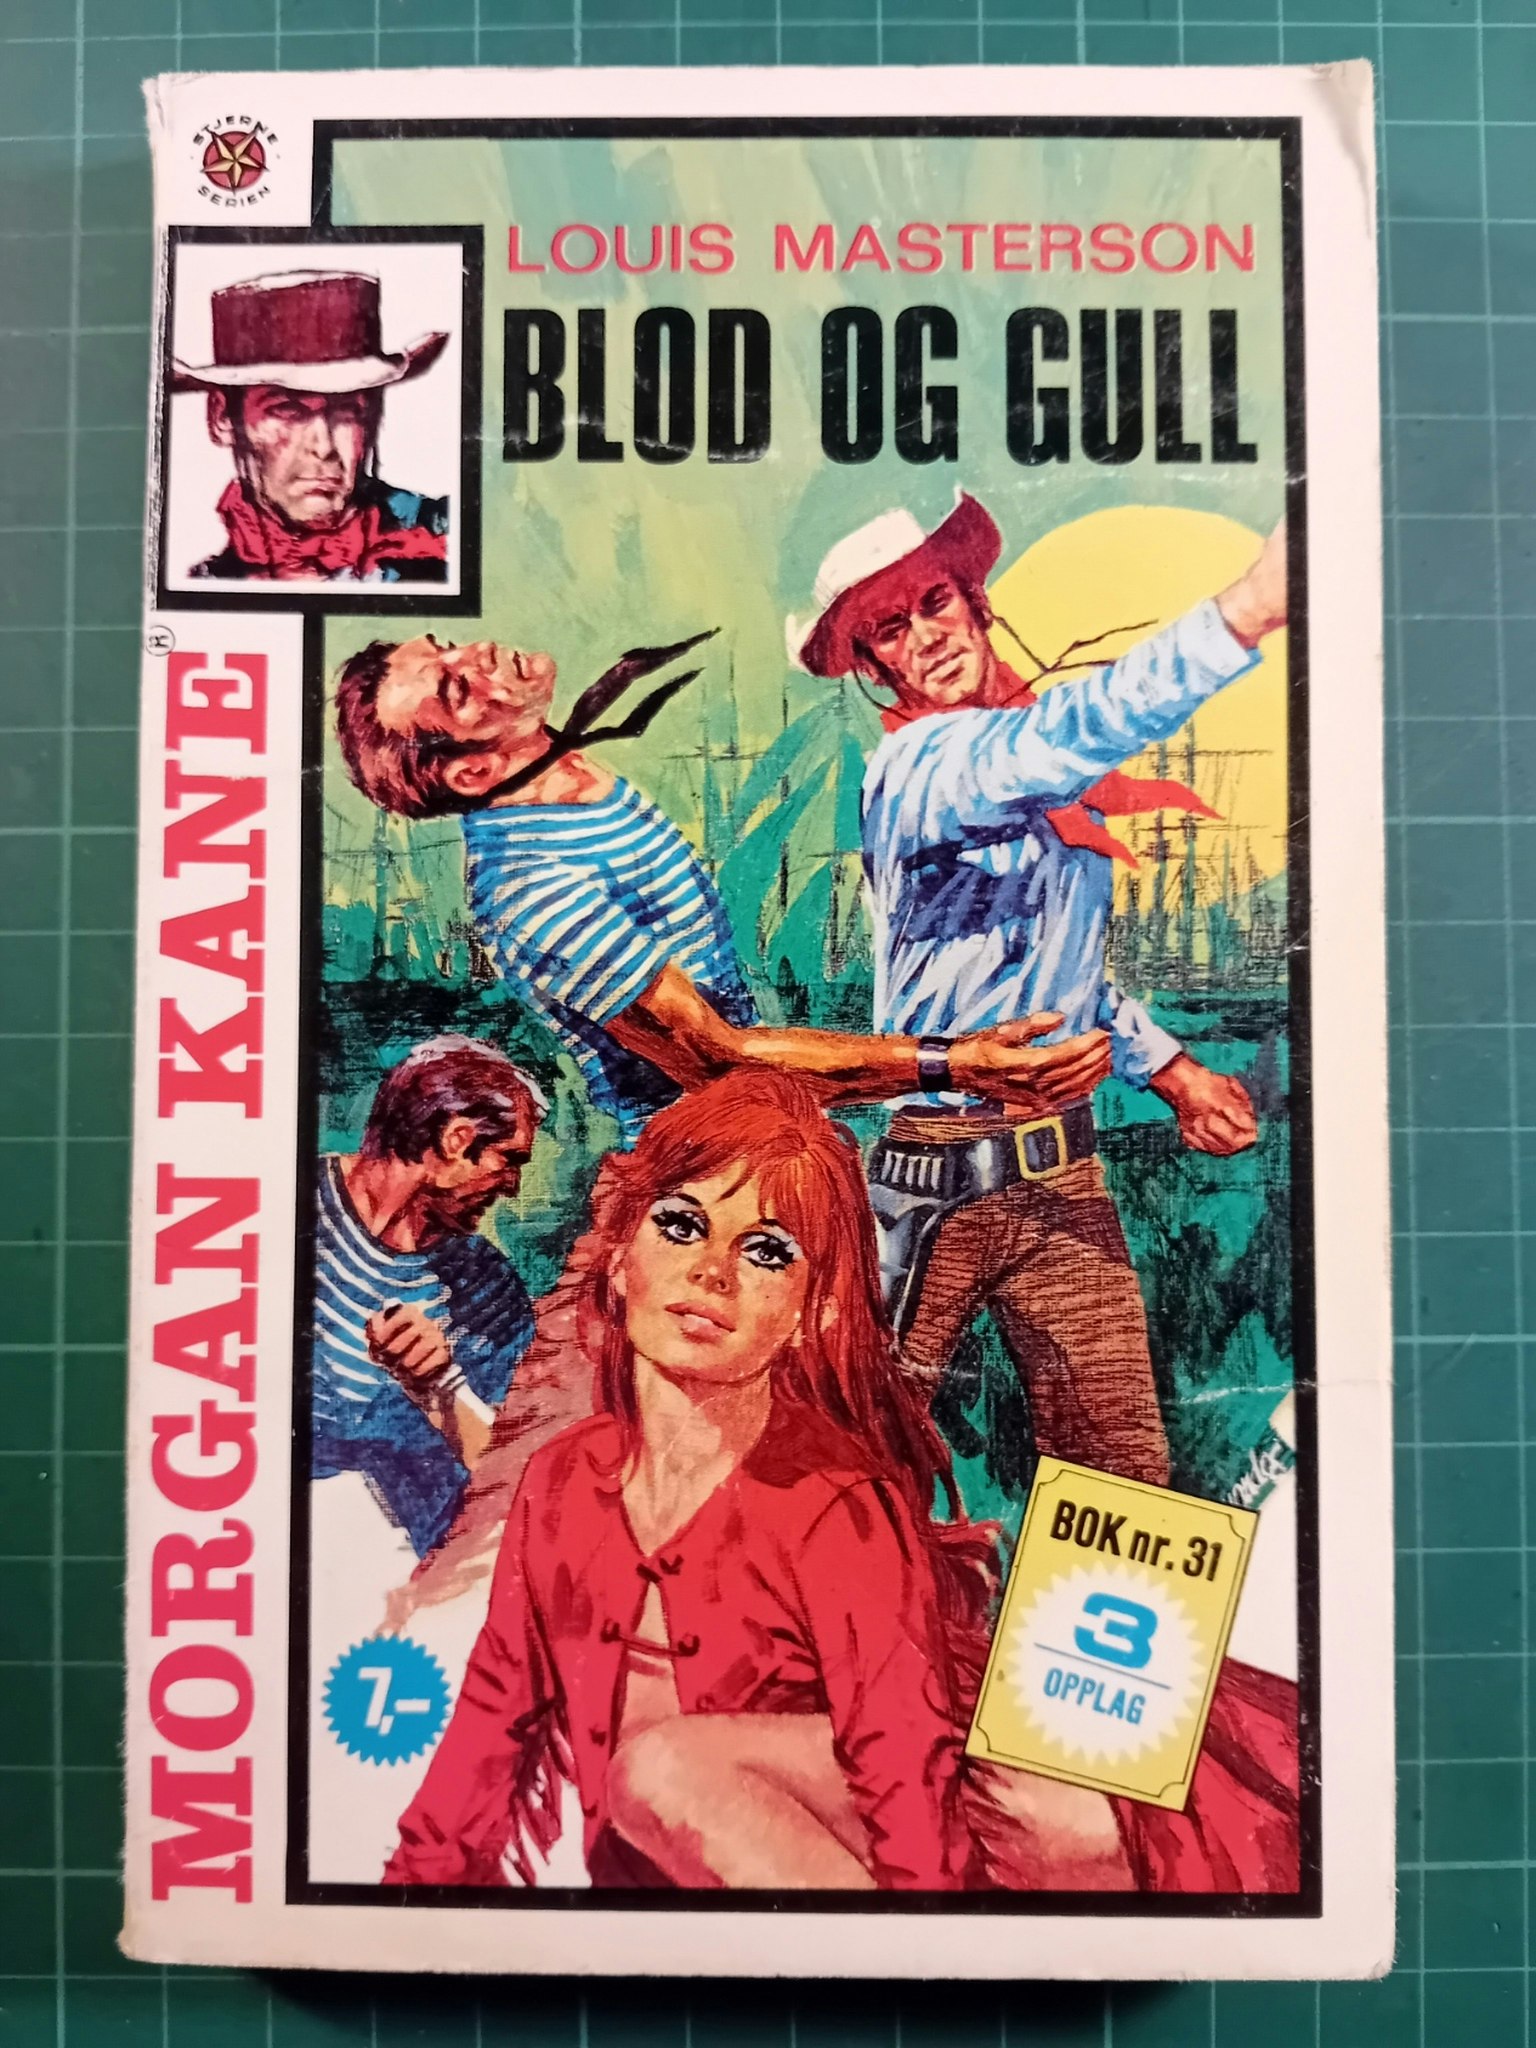 STJERNE
SERIEN
LOUIS MASTERSON
BLOD OG GULL
MORGAN KANE
®
BOK nr. 31
3
OPPLAG
7,-